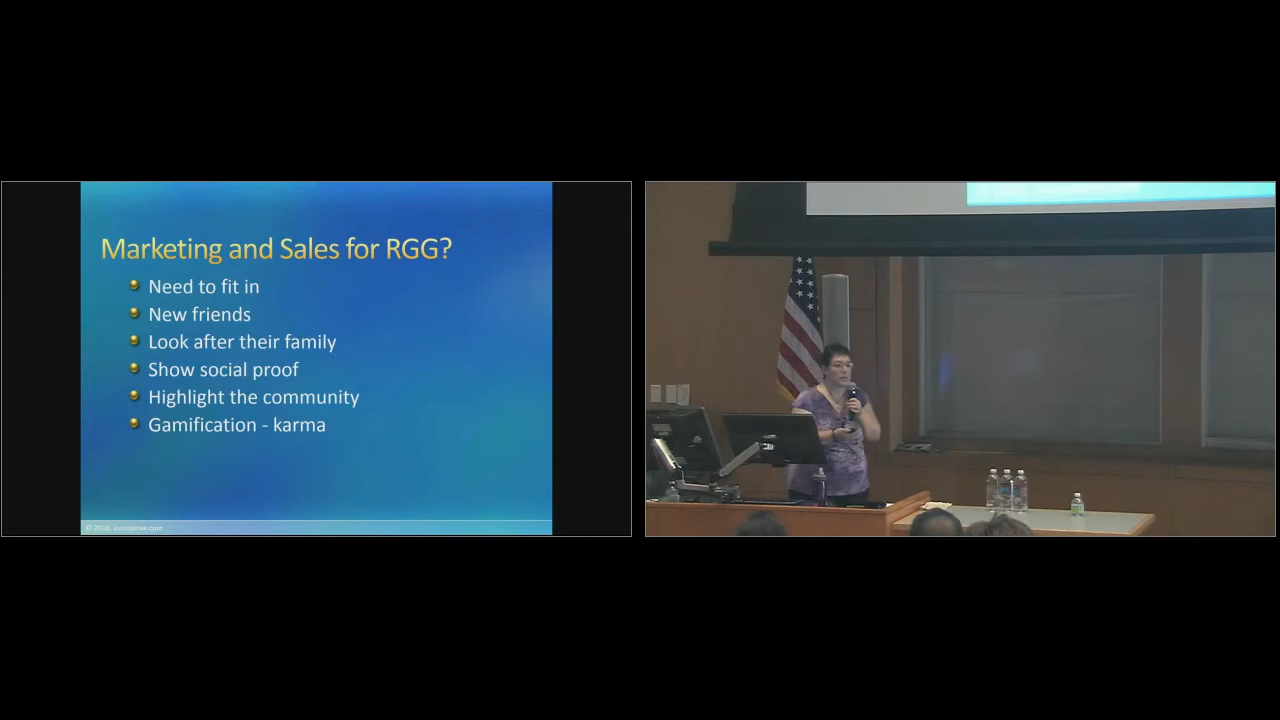 Marketing and Sales for RGG?
Need to fit in
New friends
Look after their family
Show social proof
Highlight the community
Gamification - karma
© 2016,